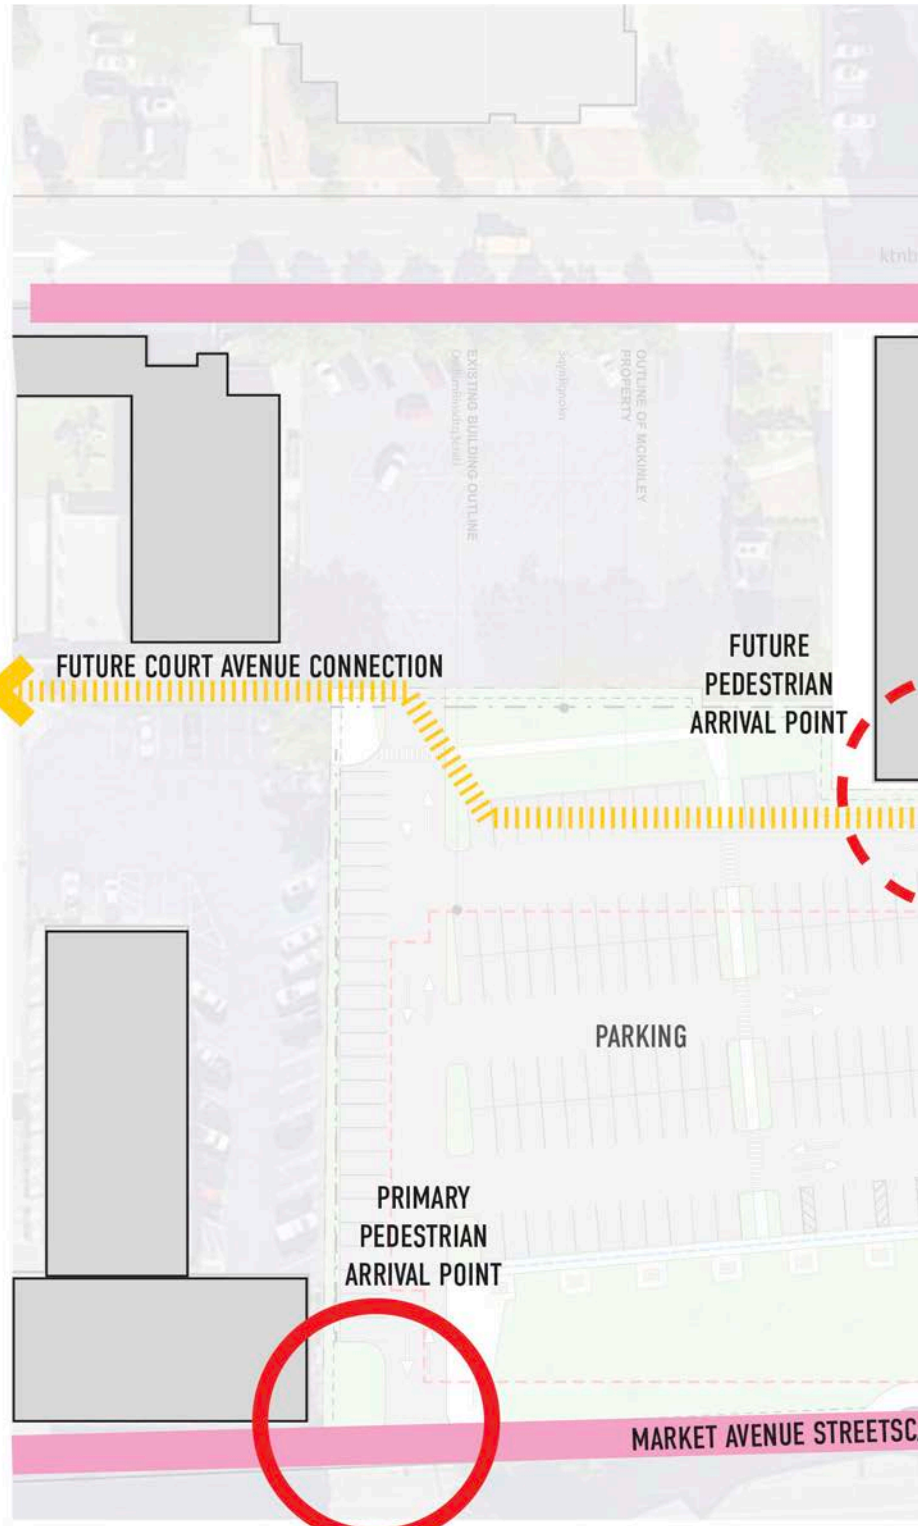 ktnb
EXISTING BUILDING OUTLINE
OUTLINE OF MCKINLEY
PROPERTY
FUTURE COURT AVENUE CONNECTION
FUTURE
PEDESTRIAN
ARRIVAL POINT
PARKING
PRIMARY
PEDESTRIAN
ARRIVAL POINT
MARKET AVENUE STREETSC